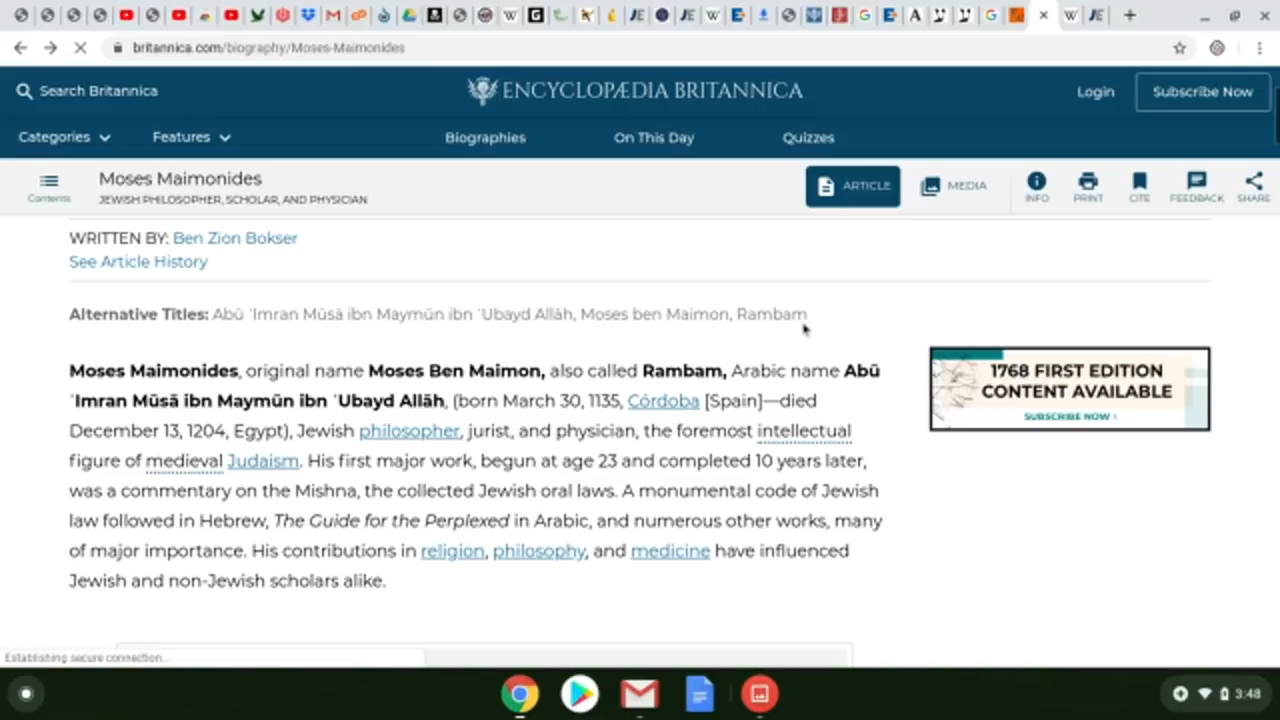 britannica.com/biography/Moses-Maimonides
Search Britannica
ENCYCLOPÆDIA BRITANNICA
Login
Subscribe Now
Categories
Features
Biographies
On This Day
Quizzes
Contents
Moses Maimonides
JEWISH PHILOSOPHER, SCHOLAR, AND PHYSICIAN
ARTICLE
MEDIA
INFO
PRINT
CITE
FEEDBACK
SHARE
WRITTEN BY: Ben Zion Bokser
See Article History
Alternative Titles: Abū ʿImran Mūsā ibn Maymūn ibn ʿUbayd Allāh, Moses ben Maimon, Rambam
Moses Maimonides, original name Moses Ben Maimon, also called Rambam, Arabic name Abū
ʿImran Mūsā ibn Maymūn ibn ʿUbayd Allāh, (born March 30, 1135, Córdoba [Spain]—died
December 13, 1204, Egypt), Jewish philosopher, jurist, and physician, the foremost intellectual
figure of medieval Judaism. His first major work, begun at age 23 and completed 10 years later,
was a commentary on the Mishna, the collected Jewish oral laws. A monumental code of Jewish
law followed in Hebrew, The Guide for the Perplexed in Arabic, and numerous other works, many
of major importance. His contributions in religion, philosophy, and medicine have influenced
Jewish and non-Jewish scholars alike.
1768 FIRST EDITION
CONTENT AVAILABLE
SUBSCRIBE NOW
Establishing secure connection...
3:48